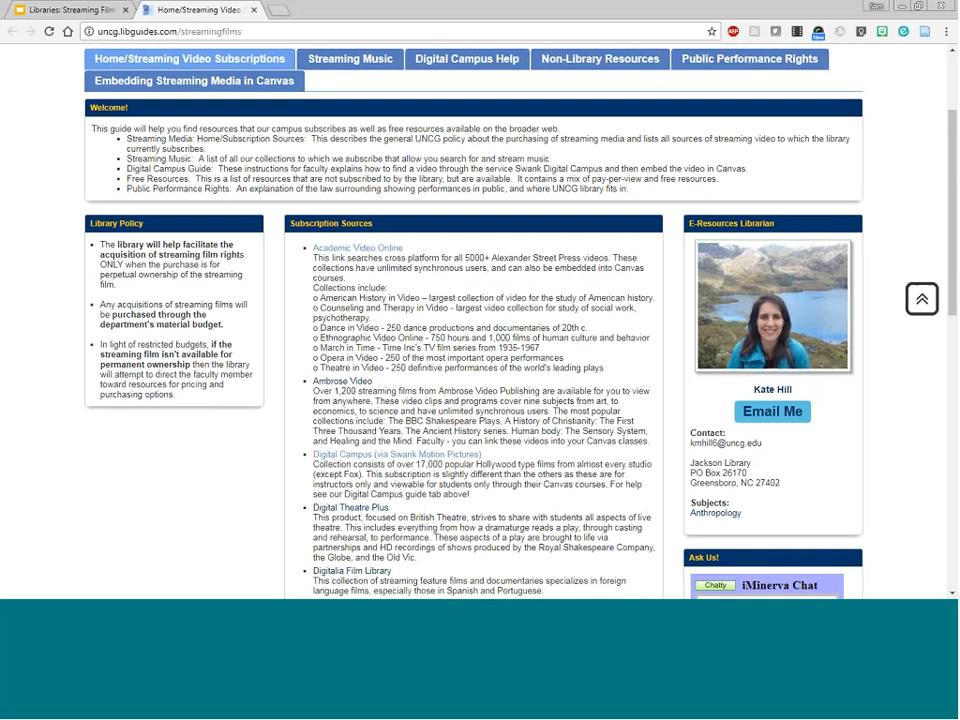 Libraries: Streaming Film
Home/Streaming Video
Sam
uncg.libguides.com/streamingfilms
ABP
New
Home/Streaming Video Subscriptions
Streaming Music
Digital Campus Help
Non-Library Resources
Public Performance Rights
Embedding Streaming Media in Canvas
Welcome!
This guide will help you find resources that our campus subscribes as well as free resources available on the broader web.
Streaming Media: Home/Subscription Sources: This describes the general UNCG policy about the purchasing of streaming media and lists all sources of streaming video to which the library
currently subscribes.
Streaming Music: A list of all our collections to which we subscribe that allow you search for and stream music.
Digital Campus Guide: These instructions for faculty explains how to find a video through the service Swank Digital Campus and then embed the video in Canvas.
Free Resources: This is a list of resources that are not subscribed to by the library, but are available. It contains a mix of pay-per-view and free resources.
Public Performance Rights: An explanation of the law surrounding showing performances in public, and where UNCG library fits in.
Library Policy
The library will help facilitate the
acquisition of streaming film rights
ONLY when the purchase is for
perpetual ownership of the streaming
film.
Any acquisitions of streaming films will
be purchased through the
department's material budget.
In light of restricted budgets, if the
streaming film isn't available for
permanent ownership then the library
will attempt to direct the faculty member
toward resources for pricing and
purchasing options.
Subscription Sources
Academic Video Online
This link searches cross platform for all 5000+ Alexander Street Press videos. These
collections have unlimited synchronous users, and can also be embedded into Canvas
courses.
Collections include:
o American History in Video – largest collection of video for the study of American history.
o Counseling and Therapy in Video - largest video collection for study of social work,
psychotherapy.
o Dance in Video - 250 dance productions and documentaries of 20th c.
o Ethnographic Video Online - 750 hours and 1,000 films of human culture and behavior
o March in Time - Time Inc's TV film series from 1935-1967
o Opera in Video - 250 of the most important opera performances
o Theatre in Video - 250 definitive performances of the world's leading plays
Ambrose Video
Over 1,200 streaming films from Ambrose Video Publishing are available for you to view
from anywhere. These video clips and programs cover nine subjects from art, to
economics, to science and have unlimited synchronous users. The most popular
collections include: The BBC Shakespeare Plays, A History of Christianity: The First
Three Thousand Years, The Ancient History series. Human body: The Sensory System,
and Healing and the Mind. Faculty - you can link these videos into your Canvas classes.
Digital Campus (via Swank Motion Pictures)
Collection consists of over 17,000 popular Hollywood type films from almost every studio
(except Fox). This subscription is slightly different than the others as these are for
instructors only and viewable for students only through their Canvas courses. For help
see our Digital Campus guide tab above!
Digital Theatre Plus
This product, focused on British Theatre, strives to share with students all aspects of live
theatre. This includes everything from how a dramaturge reads a play, through casting
and rehearsal, to performance. These aspects of a play are brought to life via
partnerships and HD recordings of shows produced by the Royal Shakespeare Company,
the Globe, and the Old Vic.
Digitalia Film Library
This collection of streaming feature films and documentaries specializes in foreign
language films, especially those in Spanish and Portuguese.
E-Resources Librarian
Kate Hill
Email Me
Contact:
kmhill6@uncg.edu
Jackson Library
PO Box 26170
Greensboro, NC 27402
Subjects:
Anthropology
Ask Us!
Chatty
iMinerva Chat